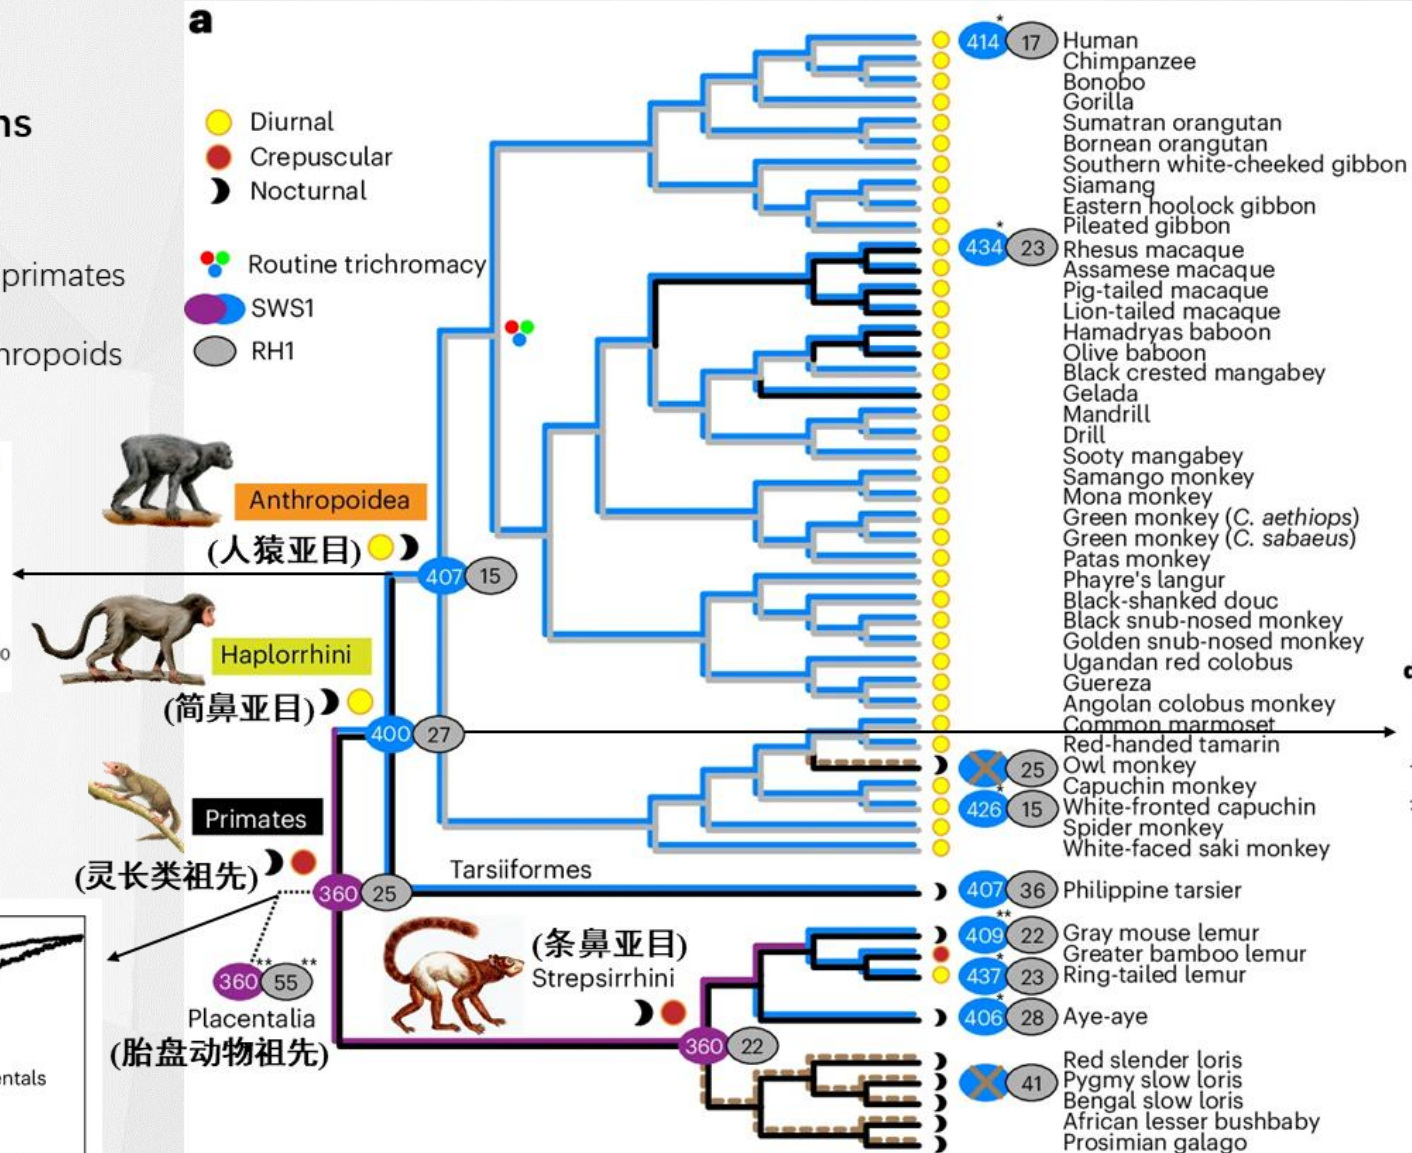 a
ns
Diurnal
Crepuscular
Nocturnal
primates
Routine trichromacy
SWS1
hropoids
RH1
Anthropoidea
(人猿亚目)
407 15
Haplorrhini
(简鼻亚目)
400 27
Primates
(灵长类祖先)
360 25
Tarsiiformes
360** 55**
Placentalia
(胎盘动物祖先)
(条鼻亚目)
Strepsirrhini
360 22
entals
414* 17 Human
Chimpanzee
Bonobo
Gorilla
Sumatran orangutan
Bornean orangutan
Southern white-cheeked gibbon
Siamang
Eastern hoolock gibbon
Pileated gibbon
434* 23 Rhesus macaque
Assamese macaque
Pig-tailed macaque
Lion-tailed macaque
Hamadryas baboon
Olive baboon
Black crested mangabey
Gelada
Mandrill
Drill
Sooty mangabey
Samango monkey
Mona monkey
Green monkey (C. aethiops)
Green monkey (C. sabaeus)
Patas monkey
Phayre's langur
Black-shanked douc
Black snub-nosed monkey
Golden snub-nosed monkey
Ugandan red colobus
Guereza
Angolan colobus monkey
Common marmoset
Red-handed tamarin
25 Owl monkey
Capuchin monkey
426* 15 White-fronted capuchin
Spider monkey
White-faced saki monkey
407 36 Philippine tarsier
409** 22 Gray mouse lemur
Greater bamboo lemur
437* 23 Ring-tailed lemur
406* 28 Aye-aye
Red slender loris
41 Pygmy slow loris
Bengal slow loris
African lesser bushbaby
Prosimian galago